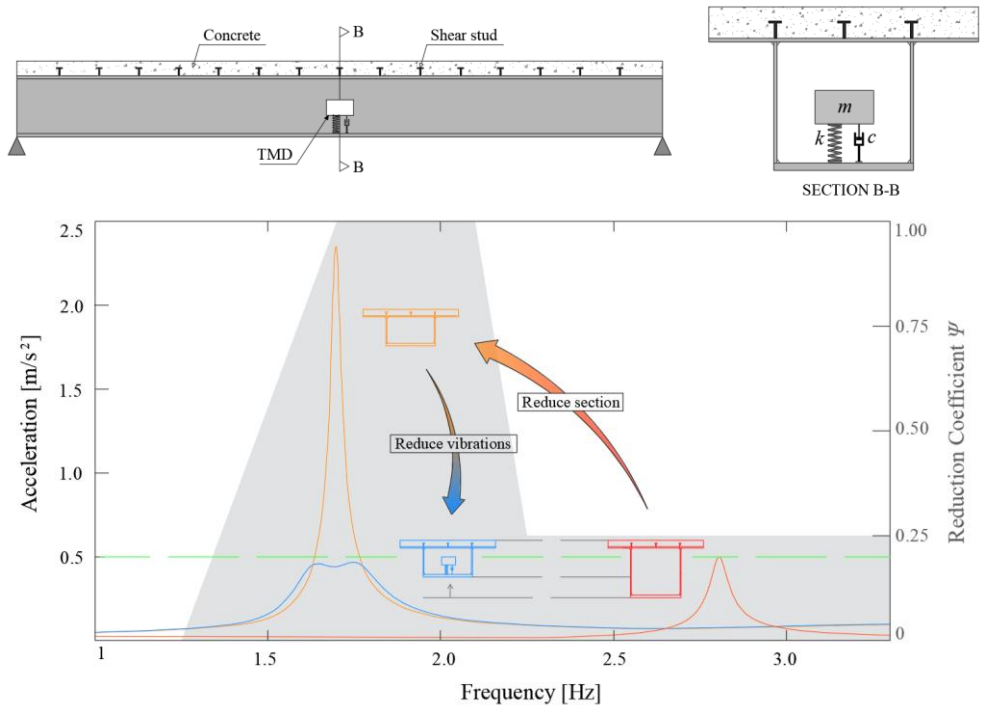 B
Concrete
Shear stud
TMD
B
m
k
c
SECTION B-B
Acceleration [m/s²]
2.5
2.0
1.5
1.0
0.5
1.00
0.75
0.50
0.25
0
Reduction Coefficient Ψ
Reduce section
Reduce vibrations
1
1.5
2.0
2.5
3.0
Frequency [Hz]